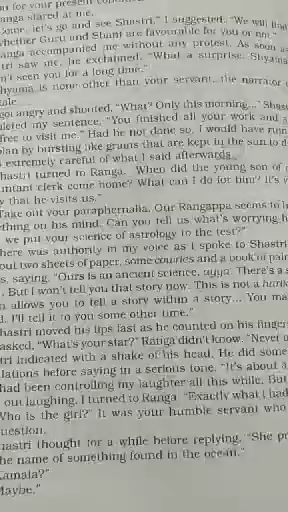 n for your present
anga stared at me.
ome, let's go and see Shastri," I suggested. "We will find
whether Guru and Shani are favourable for you or not."
anga accompanied me without any protest. As soon as
tri saw me, he exclaimed, "What a surprise, Shyama
n't seen you for a long time."
hyama is none other than your servant, the narrator o
tale.
got angry and shouted, "What? Only this morning..." Shas
leted my sentence, "You finished all your work and a
free to visit me." Had he not done so, I would have ruin
plan by bursting like grains that are kept in the sun to d
extremely careful of what I said afterwards.
hastri turned to Ranga. "When did the young son of
untant clerk come home? What can I do for him? It's v
y that he visits us."
Take out your paraphernalia. Our Rangappa seems to h
thing on his mind. Can you tell us what's worrying h
we put your science of astrology to the test?"
here was authority in my voice as I spoke to Shastri
out two sheets of paper, some cowries and a book of palm
s, saying, "Ours is an ancient science, ayya. There's a s
. But I won't tell you that story now. This is not a harik
h allows you to tell a story within a story... You ma
d. I'll tell it to you some other time."
hastri moved his lips fast as he counted on his fingers
asked, "What's your star?" Ranga didn't know. "Never m
tri indicated with a shake of his head. He did some
lations before saying in a serious tone, "It's about a
had been controlling my laughter all this while. But
out laughing. I turned to Ranga. "Exactly what I had
Who is the girl?" It was your humble servant who
uestion.
hastri thought for a while before replying, "She po
he name of something found in the ocean."
Kamala?"
Maybe."